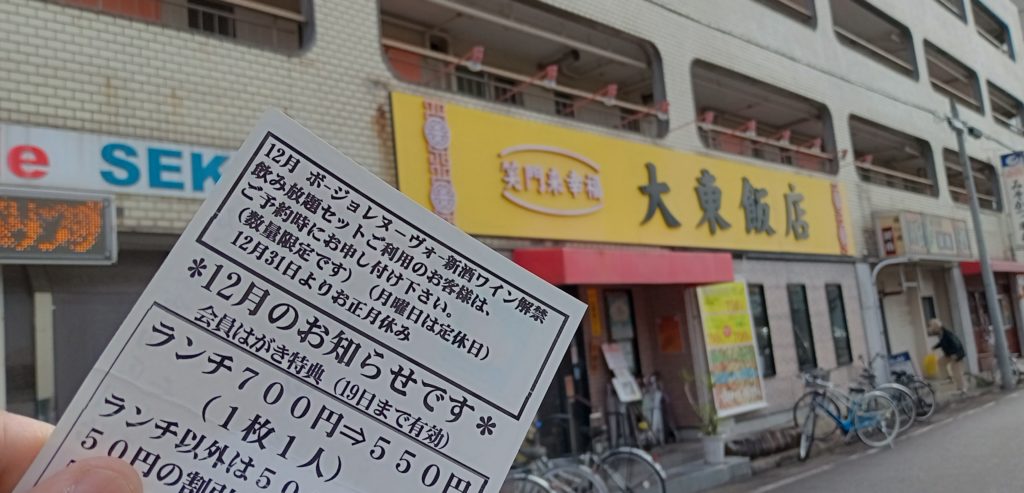 e SEK
笑門来幸福
大東飯店
12月 ボージョレヌーヴォー新酒ワイン解禁
飲み放題セットご利用のお客様は、
ご予約時にお申し付け下さい。
(数量限定です) (月曜日は定休日)
12月31日よりお正月休み
*12月のお知らせです*
会員はがき特典 (19日まで有効)
ランチ700円⇒550円
(1枚1人)
ランチ以外は50
50円の割引